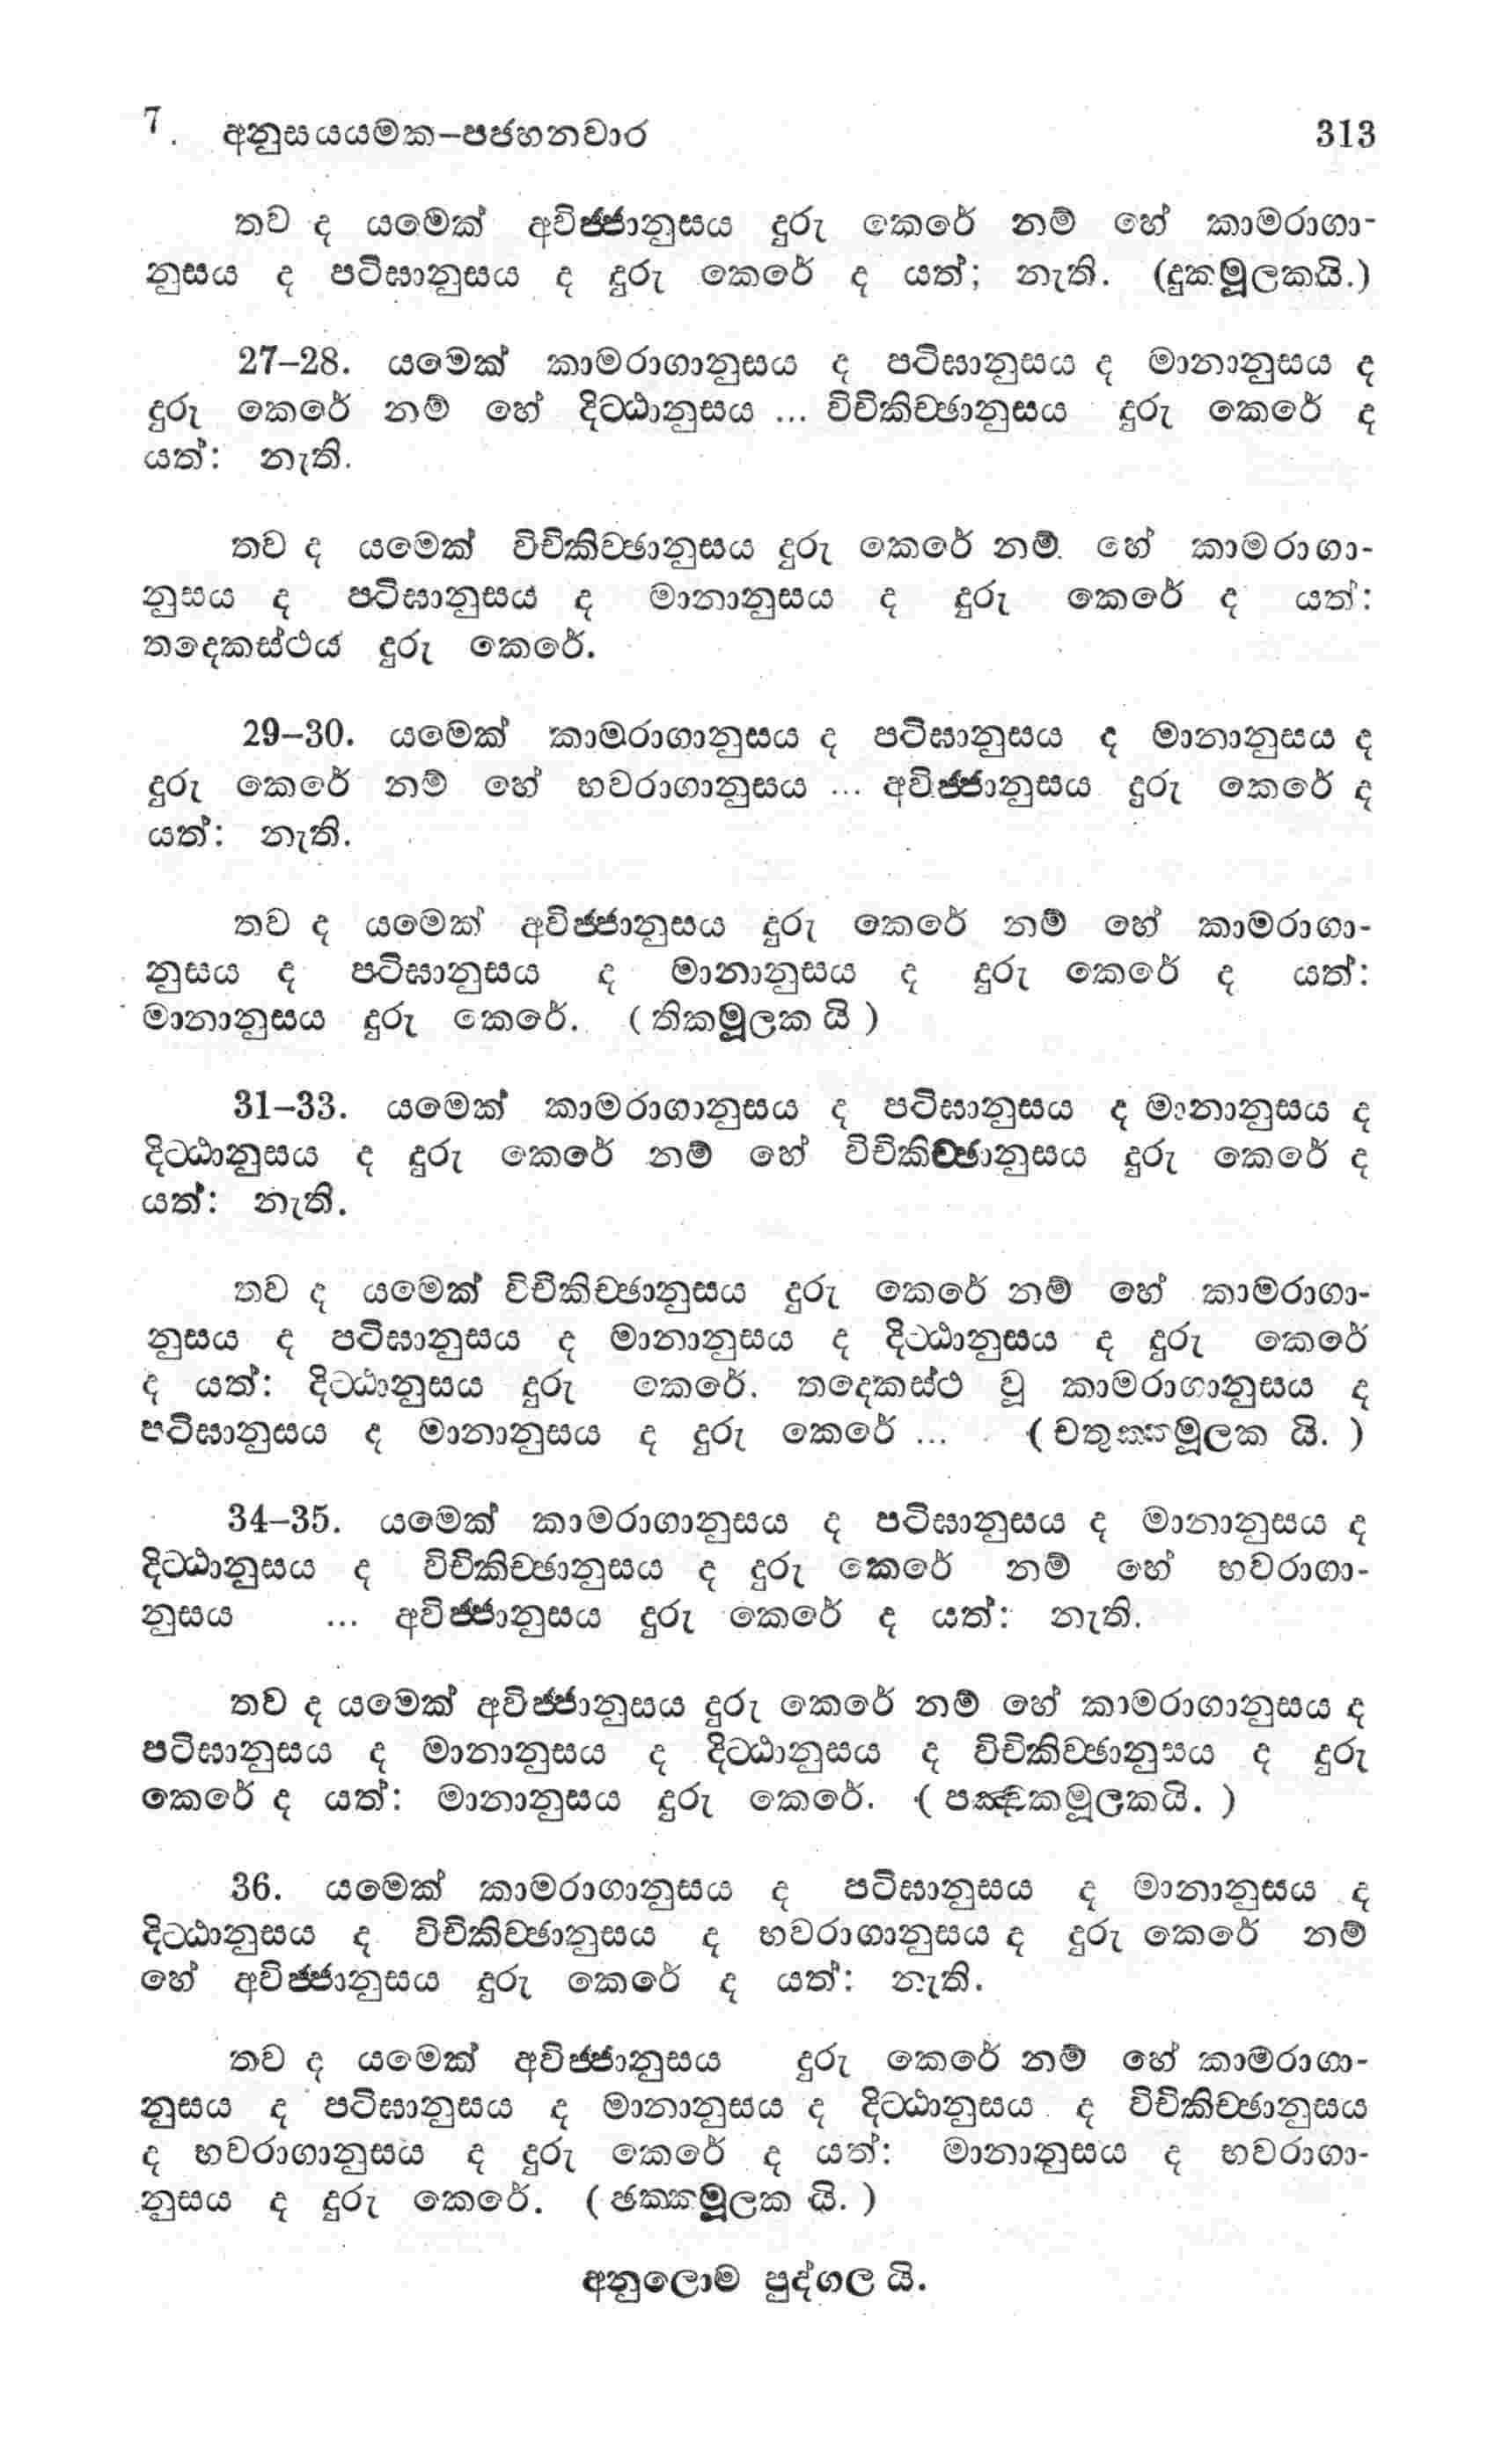 7. අනුසයයමක–පජහනවාර 313
තව ද යමෙක් අවිජ්ජානුසය දුරු කෙරේ නම් හේ කාමරාගා-
නුසය ද පටිඝානුසය ද දුරු කෙරේ ද යත්; නැති. (දුකමූලකයි.)
27–28. යමෙක් කාමරාගානුසය ද පටිඝානුසය ද මානානුසය ද
දුරු කෙරේ නම් හේ දිට්ඨානුසය ... විචිකිච්ඡානුසය දුරු කෙරේ ද
යත්: නැති.
තව ද යමෙක් විචිකිච්ඡානුසය දුරු කෙරේ නම් හේ කාමරාගා-
නුසය ද පටිඝානුසය ද මානානුසය ද දුරු කෙරේ ද යත්:
තදෙකස්ථය දුරු කෙරේ.
29–30. යමෙක් කාමරාගානුසය ද පටිඝානුසය ද මානානුසය ද
දුරු කෙරේ නම් හේ භවරාගානුසය ... අවිජ්ජානුසය දුරු කෙරේ ද
යත්: නැති.
තව ද යමෙක් අවිජ්ජානුසය දුරු කෙරේ නම් හේ කාමරාගා-
නුසය ද පටිඝානුසය ද මානානුසය ද දුරු කෙරේ ද යත්:
මානානුසය දුරු කෙරේ. (තිකමූලක යි )
31–33. යමෙක් කාමරාගානුසය ද පටිඝානුසය ද මානානුසය ද
දිට්ඨානුසය ද දුරු කෙරේ නම් හේ විචිකිච්ඡානුසය දුරු කෙරේ ද
යත්: නැති.
තව ද යමෙක් විචිකිච්ඡානුසය දුරු කෙරේ නම් හේ කාමරාගා-
නුසය ද පටිඝානුසය ද මානානුසය ද දිට්ඨානුසය ද දුරු කෙරේ
ද යත්: දිට්ඨානුසය දුරු කෙරේ. තදෙකස්ථ වූ කාමරාගානුසය ද
පටිඝානුසය ද මානානුසය ද දුරු කෙරේ ... (චතුක්කමූලක යි. )
34–35. යමෙක් කාමරාගානුසය ද පටිඝානුසය ද මානානුසය ද
දිට්ඨානුසය ද විචිකිච්ඡානුසය ද දුරු කෙරේ නම් හේ භවරාගා-
නුසය ... අවිජ්ජානුසය දුරු කෙරේ ද යත්: නැති.
තව ද යමෙක් අවිජ්ජානුසය දුරු කෙරේ නම් හේ කාමරාගානුසය ද
පටිඝානුසය ද මානානුසය ද දිට්ඨානුසය ද විචිකිච්ඡානුසය ද දුරු
කෙරේ ද යත්: මානානුසය දුරු කෙරේ. ( පඤ්චකමූලකයි. )
36. යමෙක් කාමරාගානුසය ද පටිඝානුසය ද මානානුසය ද
දිට්ඨානුසය ද විචිකිච්ඡානුසය ද භවරාගානුසය ද දුරු කෙරේ නම්
හේ අවිජ්ජානුසය දුරු කෙරේ ද යත්: නැති.
තව ද යමෙක් අවිජ්ජානුසය දුරු කෙරේ නම් හේ කාමරාගා-
නුසය ද පටිඝානුසය ද මානානුසය ද දිට්ඨානුසය ද විචිකිච්ඡානුසය
ද භවරාගානුසය ද දුරු කෙරේ ද යත්: මානානුසය ද භවරාගා-
නුසය ද දුරු කෙරේ. (ඡක්කමූලක යි. )
අනුලොම පුද්ගල යි.